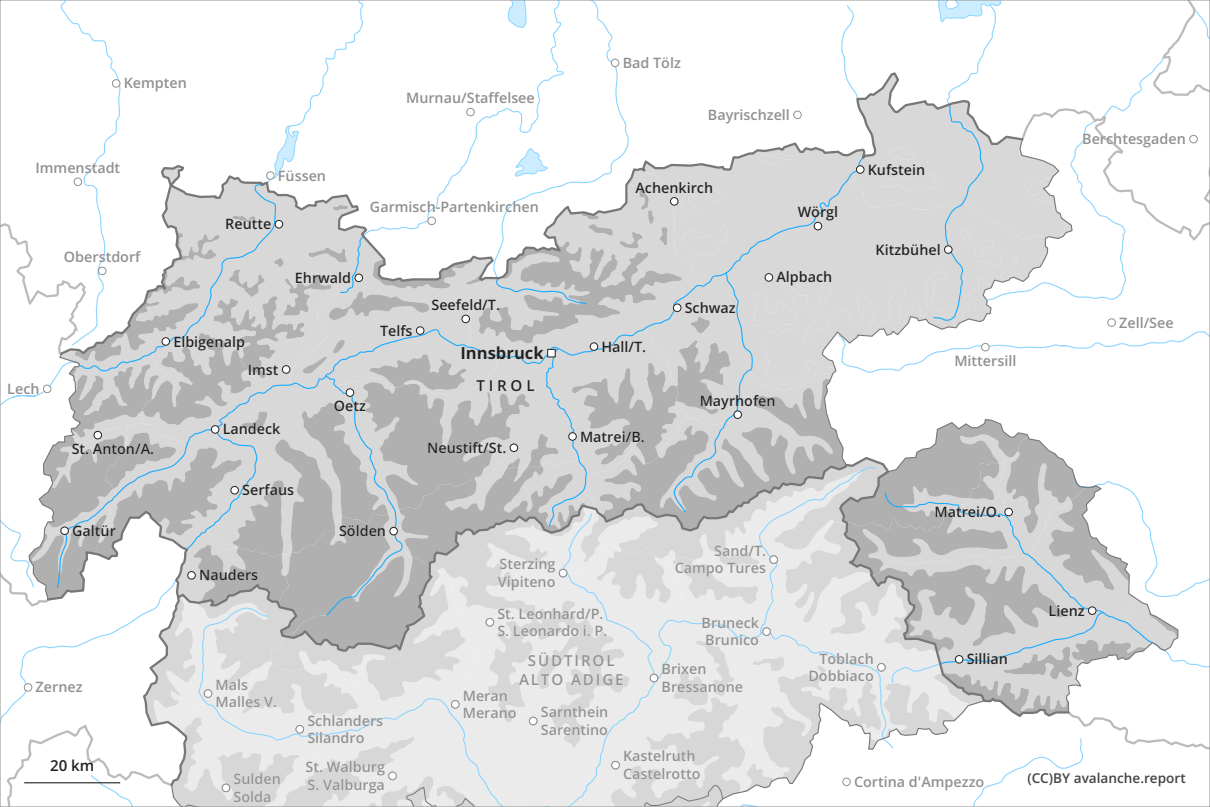 Kempten
Bad Tölz
Murnau/Staffelsee
Bayrischzell
Berchtesgaden
Immenstadt
Füssen
Kufstein
Achenkirch
Garmisch-Partenkirchen
Wörgl
Reutte
Kitzbühel
Oberstdorf
Ehrwald
Alpbach
Seefeld/T.
Schwaz
Zell/See
Telfs
Elbigenalp
Innsbruck
Hall/T.
Mittersill
Imst
TIROL
Lech
Oetz
Mayrhofen
Landeck
Matrei/B.
St. Anton/A.
Neustift/St.
Serfaus
Matrei/O.
Galtür
Sölden
Sand/T.
Campo Tures
Sterzing
Vipiteno
Nauders
Lienz
St. Leonhard/P.
S. Leonardo i. P.
Bruneck
Brunico
Sillian
SÜDTIROL
ALTO ADIGE
Toblach
Dobbiaco
Brixen
Bressanone
Zernez
Mals
Malles V.
Meran
Merano
Sarnthein
Sarentino
Schlanders
Silandro
Kastelruth
Castelrotto
20 km
St. Walburg
S. Valburga
Sulden
Solda
Cortina d'Ampezzo
(CC)BY avalanche.report